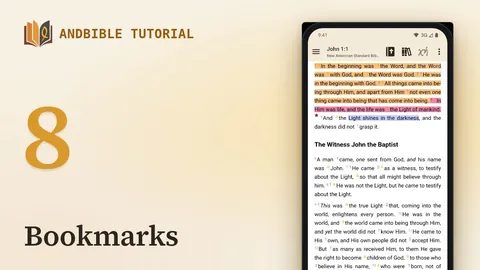 ANDBIBLE TUTORIAL
8
Bookmarks
9:41
3G
John 1:1
New American Standard Bib..
In the beginning was the Word, and the Word
was with God, and the Word was God. He was
in the beginning with God. All things came into be-
ing through Him, and apart from Him not even one
thing came into being that has come into being. In
Him was life, and the life was the Light of mankind.
And the Light shines in the darkness, and the
darkness did not grasp it.
The Witness John the Baptist
A man came, one sent from God, and his name
was John. He came as a witness, to testify
about the Light, so that all might believe through
him. He was not the Light, but he came to testify
about the Light.
This was the true Light that, coming into the
world, enlightens every person. He was in the
world, and the world came into being through Him,
and yet the world did not know Him. He came to
His own, and His own people did not accept Him.
But as many as received Him, to them He gave
the right to become children of God, to those who
believe in His name, who were born, not of